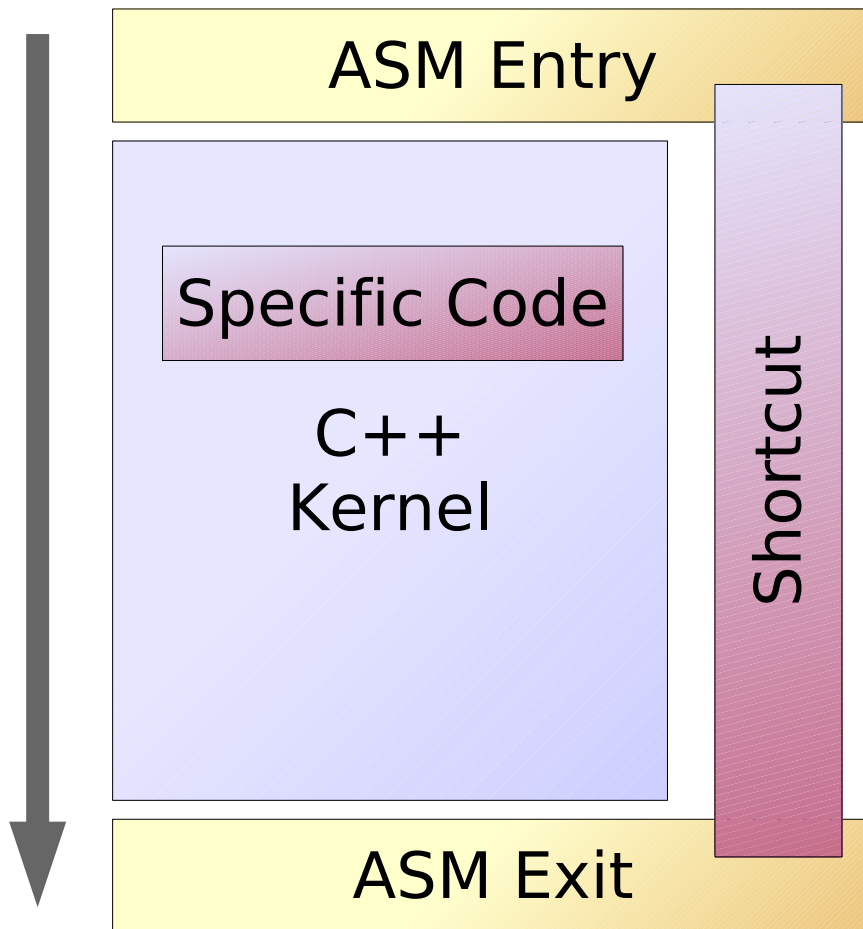 ASM Entry
Specific Code
C++
Kernel
Shortcut
ASM Exit